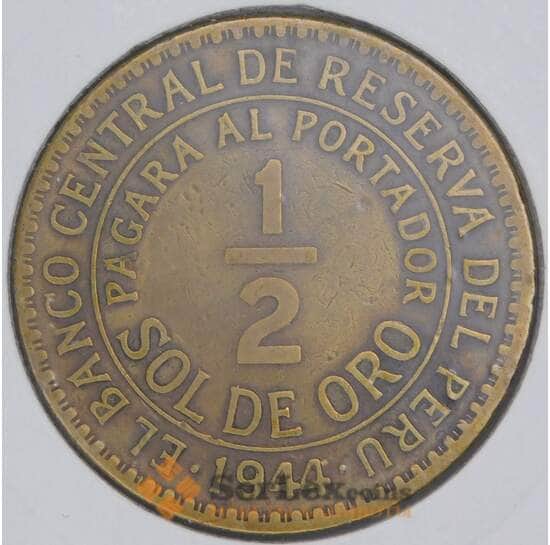 EL BANCO CENTRAL DE RESERVA DEL PERU
PAGARA AL PORTADOR
1
2
SOL DE ORO
· 1944 ·